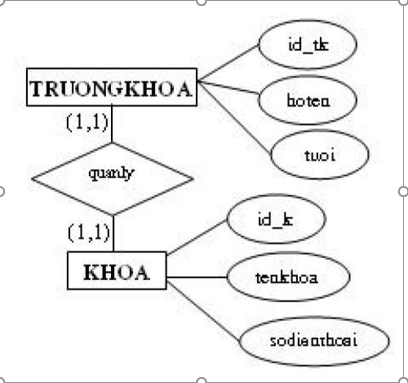 id_tk
TRUONGKHOA
hoten
(1,1)
tuoi
quanly
id_k
(1,1)
KHOA
tenkhoa
sodienthoai